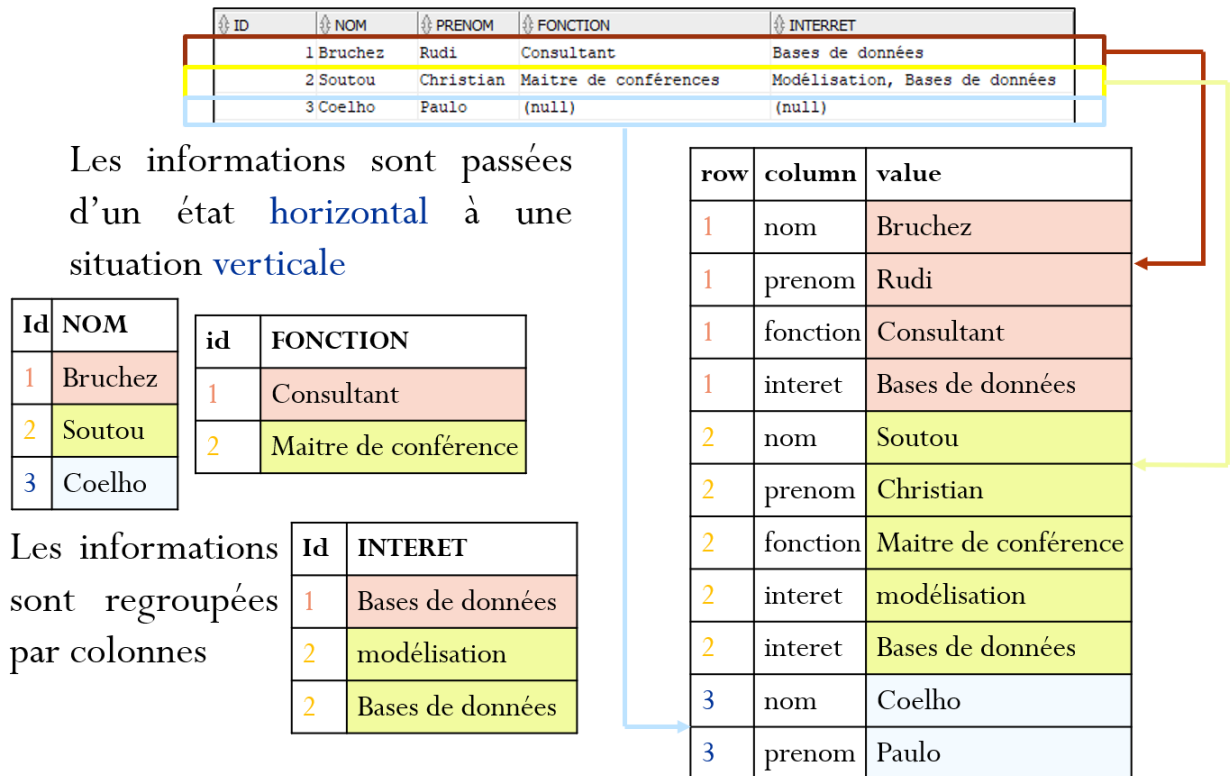 ID NOM PRENOM FONCTION INTERRET
1 Bruchez Rudi Consultant Bases de données
2 Soutou Christian Maitre de conférences Modélisation, Bases de données
3 Coelho Paulo (null) (null)
Les informations sont passées
d’un état horizontal à une
situation verticale
Id NOM
1 Bruchez
2 Soutou
3 Coelho
id FONCTION
1 Consultant
2 Maitre de conférence
Les informations
sont regroupées
par colonnes
Id INTERET
1 Bases de données
2 modélisation
2 Bases de données
row column value
1 nom Bruchez
1 prenom Rudi
1 fonction Consultant
1 interet Bases de données
2 nom Soutou
2 prenom Christian
2 fonction Maitre de conférence
2 interet modélisation
2 interet Bases de données
3 nom Coelho
3 prenom Paulo